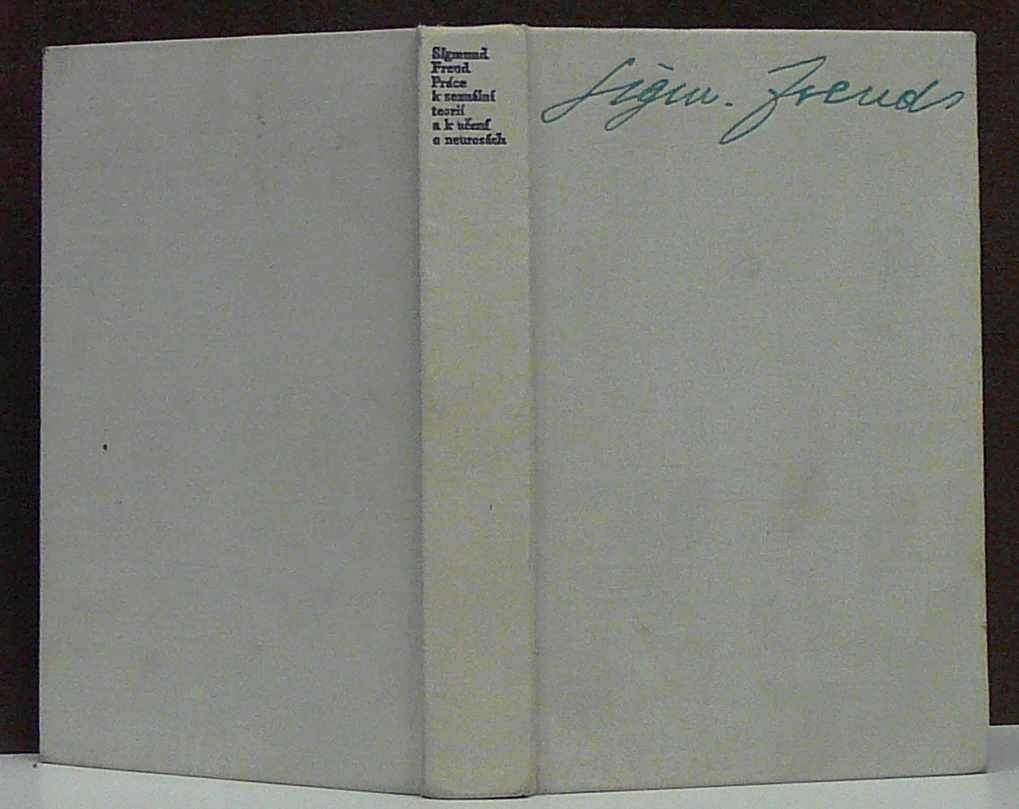 Sigmund
Freud
Práce
k sexuální
teorii
a k učení
o neurosách
Sigm. Freud